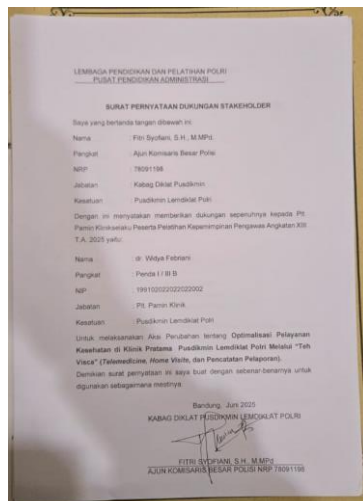 LEMBAGA PENDIDIKAN DAN PELATIHAN POLRI
PUSAT PENDIDIKAN ADMINISTRASI
SURAT PERNYATAAN DUKUNGAN STAKEHOLDER
Saya yang bertanda tangan dibawah ini:
Nama : Fitri Syofiani, S.H., M.MPd.
Pangkat : Ajun Komisaris Besar Polisi
NRP : 78091186
Jabatan : Kabag Diklat Pusdikmin
Kesatuan : Pusdikmin Lemdiklat Polri
Dengan ini menyatakan memberikan dukungan sepenuhnya kepada Plt.
Pamin Klinikselaku Peserta Pelatihan Kepemimpinan Pengawas Angkatan XIII
T.A. 2025 yaitu:
Nama : dr. Widya Febriani
Pangkat : Penda I / III B
NIP : 199102022022022002
Jabatan : Plt. Pamin Klinik
Kesatuan : Pusdikmin Lemdiklat Polri
Untuk melaksanakan Aksi Perubahan tentang Optimalisasi Pelayanan
Kesehatan di Klinik Pratama Pusdikmin Lemdiklat Polri Melalui "Teh
Visca" (Telemedicine, Home Visite, dan Pencatatan Pelaporan).
Demikian surat pernyataan ini saya buat dengan sebenar-benarnya untuk
digunakan sebagaimana mestinya
Bandung, Juni 2025
KABAG DIKLAT PUSDIKMIN LEMDIKLAT POLRI
FITRI SYOFIANI, S.H., M.MPd
AJUN KOMISARIS BESAR POLISI NRP 78091186